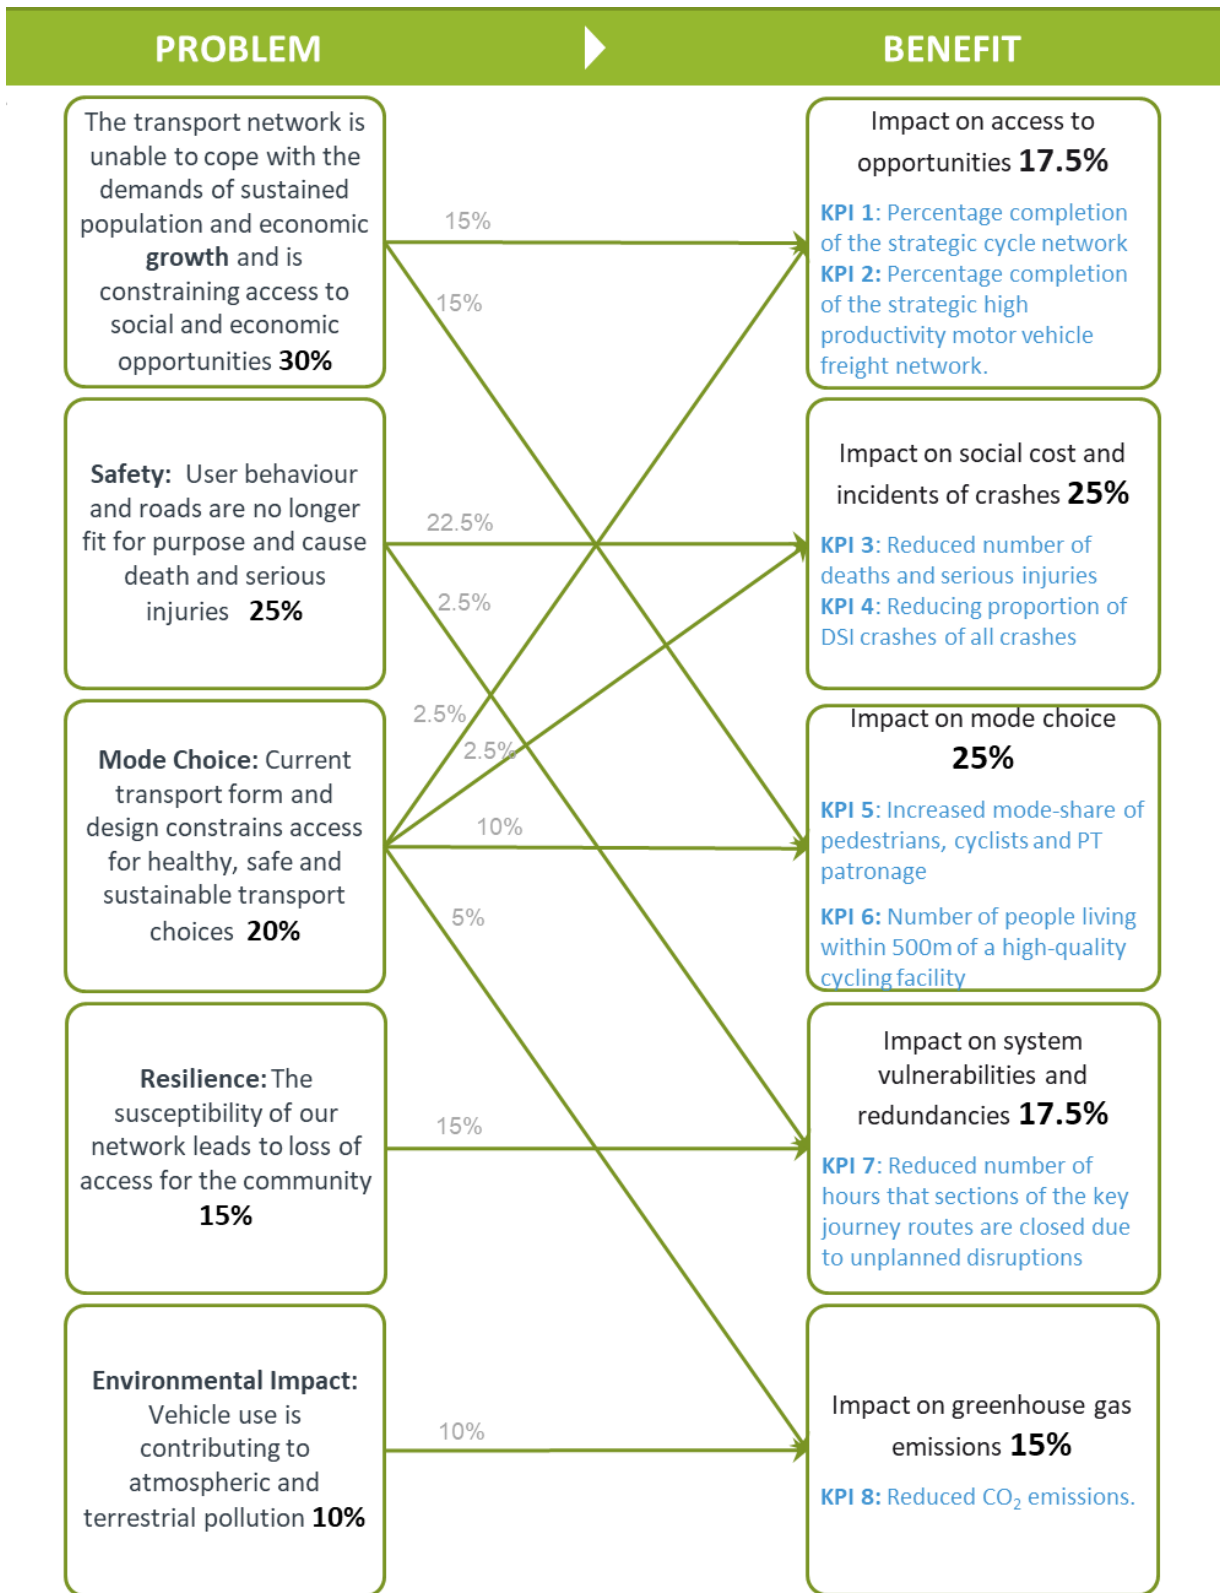 PROBLEM
BENEFIT
The transport network is
unable to cope with the
demands of sustained
population and economic
growth and is
constraining access to
social and economic
opportunities 30%
Safety: User behaviour
and roads are no longer
fit for purpose and cause
death and serious
injuries 25%
Mode Choice: Current
transport form and
design constrains access
for healthy, safe and
sustainable transport
choices 20%
Resilience: The
susceptibility of our
network leads to loss of
access for the community
15%
Environmental Impact:
Vehicle use is
contributing to
atmospheric and
terrestrial pollution 10%
15%
15%
22.5%
2.5%
2.5%
2.5%
10%
5%
15%
10%
Impact on access to
opportunities 17.5%
KPI 1: Percentage completion
of the strategic cycle network
KPI 2: Percentage completion
of the strategic high
productivity motor vehicle
freight network.
Impact on social cost and
incidents of crashes 25%
KPI 3: Reduced number of
deaths and serious injuries
KPI 4: Reducing proportion of
DSI crashes of all crashes
Impact on mode choice
25%
KPI 5: Increased mode-share of
pedestrians, cyclists and PT
patronage
KPI 6: Number of people living
within 500m of a high-quality
cycling facility
Impact on system
vulnerabilities and
redundancies 17.5%
KPI 7: Reduced number of
hours that sections of the key
journey routes are closed due
to unplanned disruptions
Impact on greenhouse gas
emissions 15%
KPI 8: Reduced CO₂ emissions.